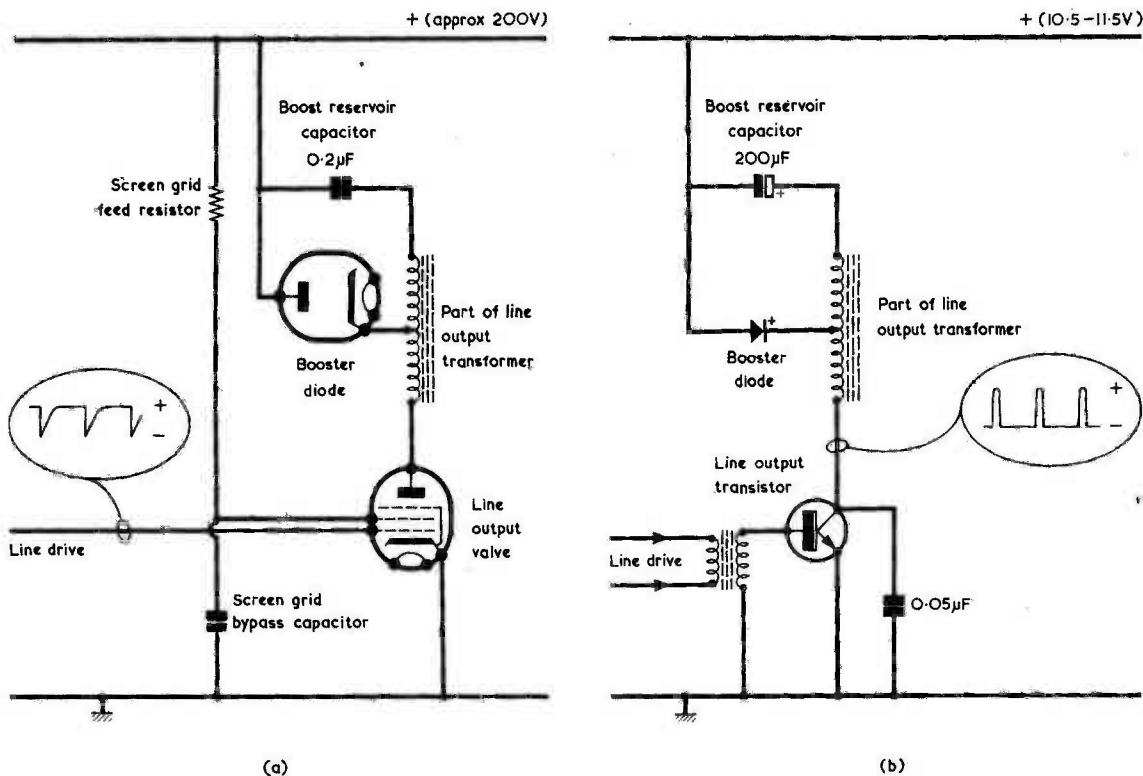 + (approx 200V)
Boost reservoir
capacitor
0·2µF
Screen grid
feed resistor
Part of line
output
transformer
Booster
diode
+
−
Line
output
valve
Line drive
Screen grid
bypass capacitor
(a)
+ (10·5-11·5V)
Boost reservoir
capacitor
200µF
+
Part of line
output transformer
+
Booster
diode
+
−
Line output
transistor
Line drive
0·05µF
(b)